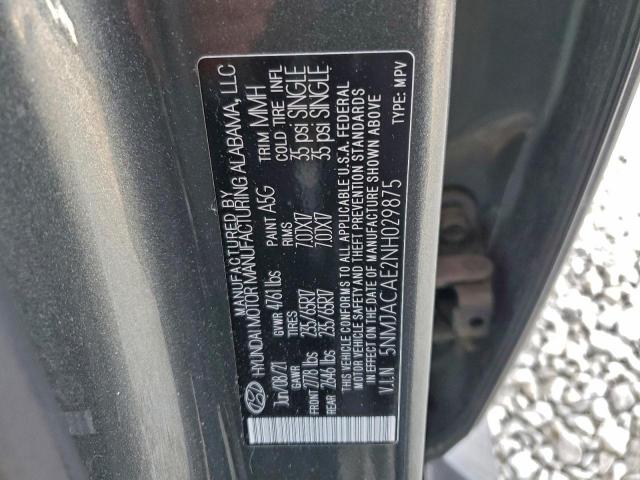 MANUFACTURED BY
HYUNDAI MOTOR MANUFACTURING ALABAMA, LLC
Jun/08/21 GVWR 4761 lbs PAINT A5G TRIM MMH
GAWR TIRES RIMS COLD TIRE INFL
FRONT 2778 lbs 235/65R17 7.0JX17 35 psi SINGLE
REAR 2646 lbs 235/65R17 7.0JX17 35 psi SINGLE
THIS VEHICLE CONFORMS TO ALL APPLICABLE U.S.A. FEDERAL
MOTOR VEHICLE SAFETY AND THEFT PREVENTION STANDARDS
IN EFFECT ON THE DATE OF MANUFACTURE SHOWN ABOVE
V.I.N 5NMJACAE2NH029875 TYPE: MPV